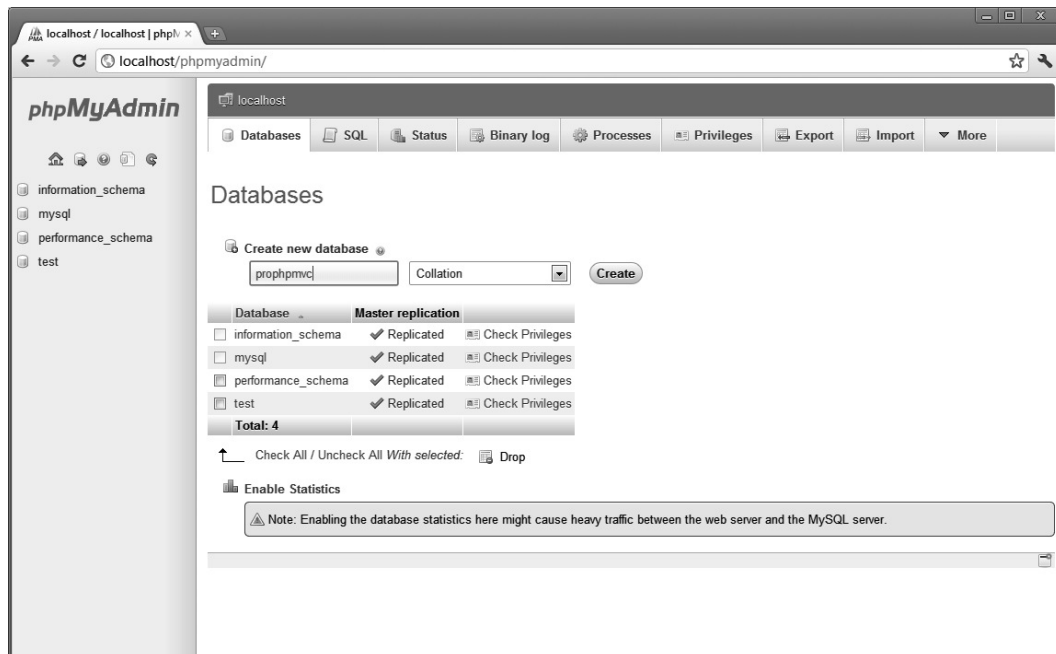 localhost / localhost | phpM
localhost/phpmyadmin/
phpMyAdmin
information_schema
mysql
performance_schema
test
localhost
Databases SQL Status Binary log Processes Privileges Export Import More
Databases
Create new database
prophpmvc Collation Create
Database Master replication
information_schema Replicated Check Privileges
mysql Replicated Check Privileges
performance_schema Replicated Check Privileges
test Replicated Check Privileges
Total: 4
Check All / Uncheck All With selected: Drop
Enable Statistics
Note: Enabling the database statistics here might cause heavy traffic between the web server and the MySQL server.